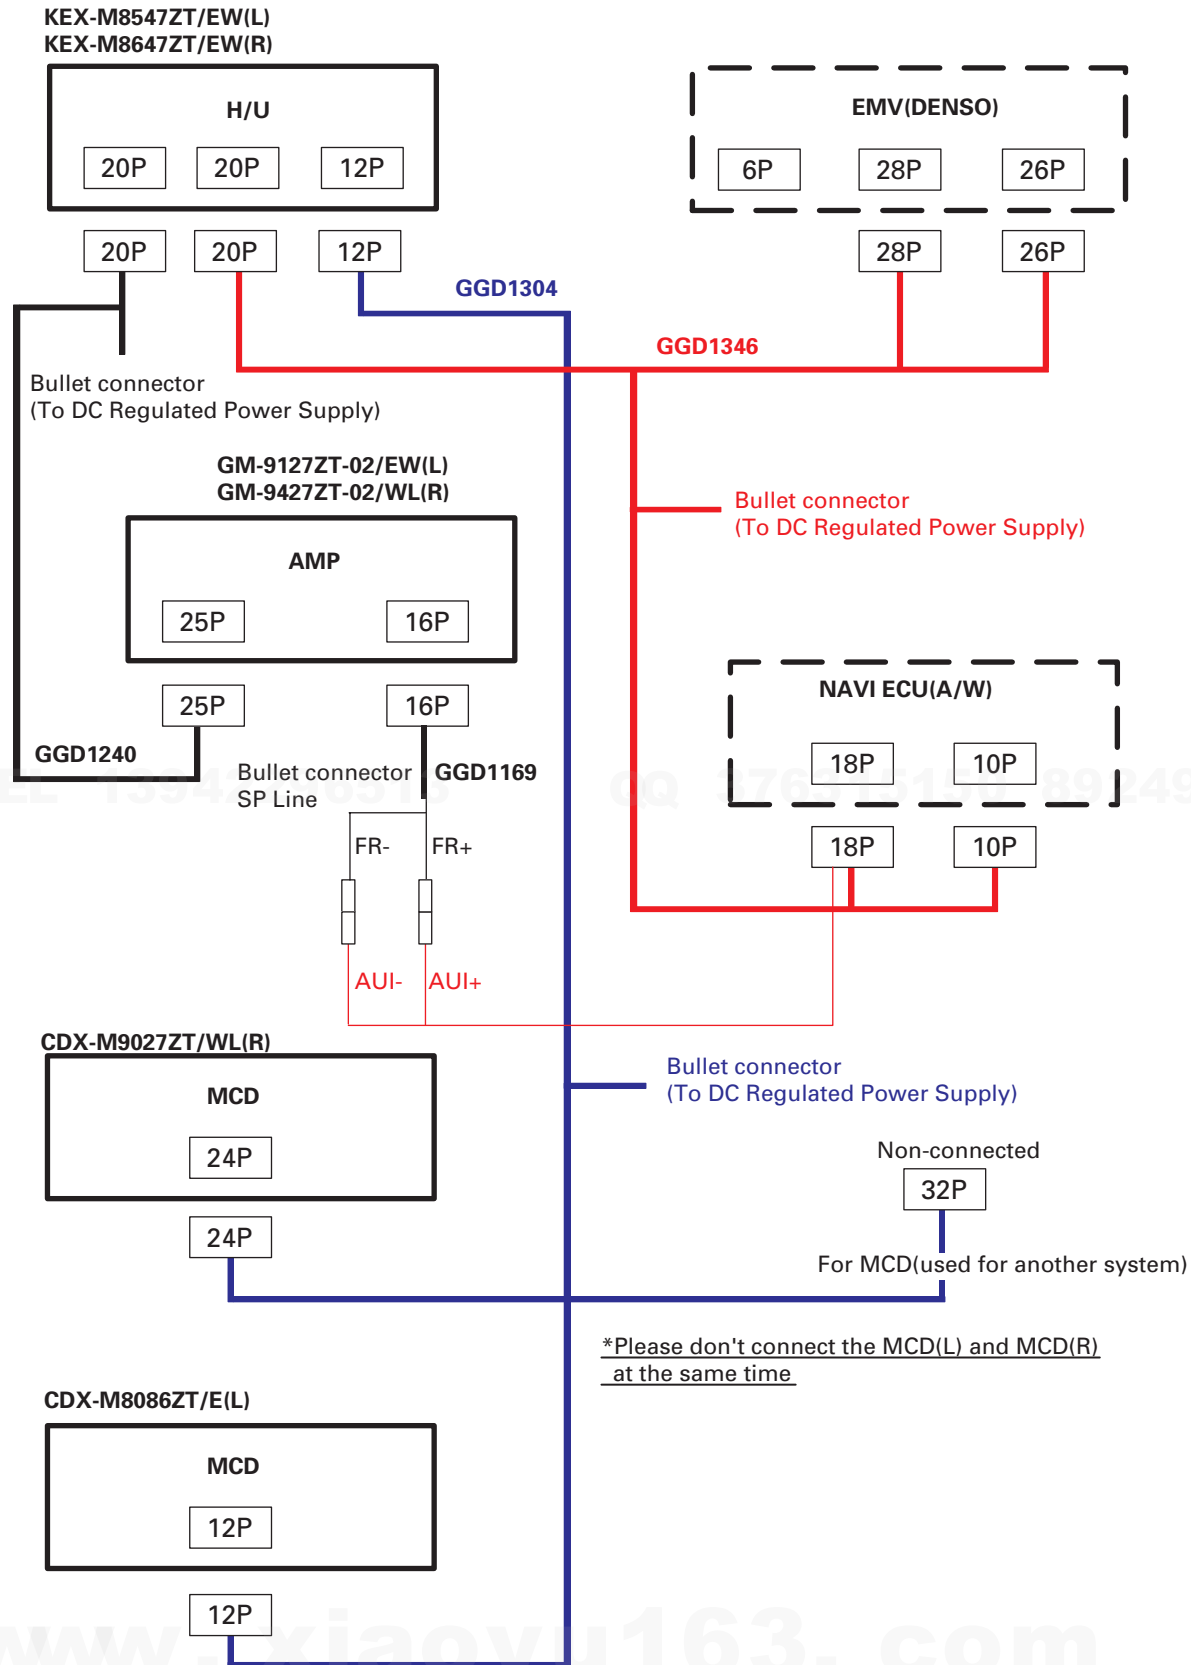 KEX-M8547ZT/EW(L)
KEX-M8647ZT/EW(R)
H/U
20P 20P 12P
20P 20P 12P
EMV(DENSO)
6P 28P 26P
28P 26P
GGD1304
GGD1346
Bullet connector
(To DC Regulated Power Supply)
GM-9127ZT-02/EW(L)
GM-9427ZT-02/WL(R)
AMP
25P 16P
25P 16P
Bullet connector
(To DC Regulated Power Supply)
NAVI ECU(A/W)
18P 10P
18P 10P
GGD1240
Bullet connector
SP Line
GGD1169
FR- FR+
AUI- AUI+
CDX-M9027ZT/WL(R)
MCD
24P
24P
Bullet connector
(To DC Regulated Power Supply)
Non-connected
32P
For MCD(used for another system)
*Please don't connect the MCD(L) and MCD(R)
at the same time
CDX-M8086ZT/E(L)
MCD
12P
12P
www.xiaoyu163.com